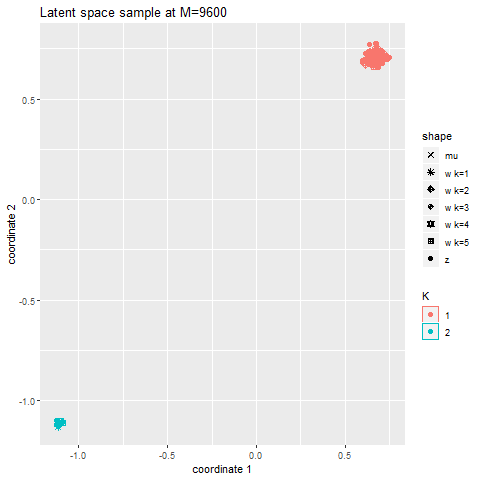 Latent space sample at M=9600
0.5
0.0
-0.5
-1.0
coordinate 2
-1.0
-0.5
0.0
0.5
coordinate 1
shape
mu
w k=1
w k=2
w k=3
w k=4
w k=5
z
K
1
2